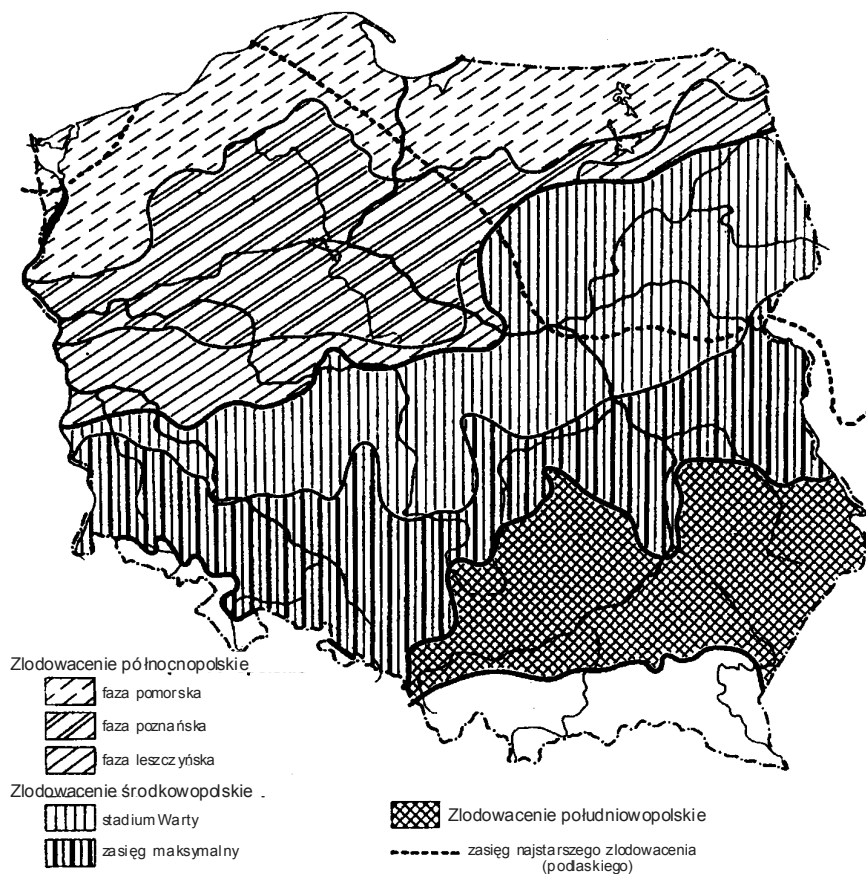 Zlodowacenie północnopolskie
faza pomorska
faza poznańska
faza leszczyńska
Zlodowacenie środkowopolskie
stadium Warty
zasięg maksymalny
Zlodowacenie południowopolskie
zasięg najstarszego zlodowacenia
(podlaskiego)